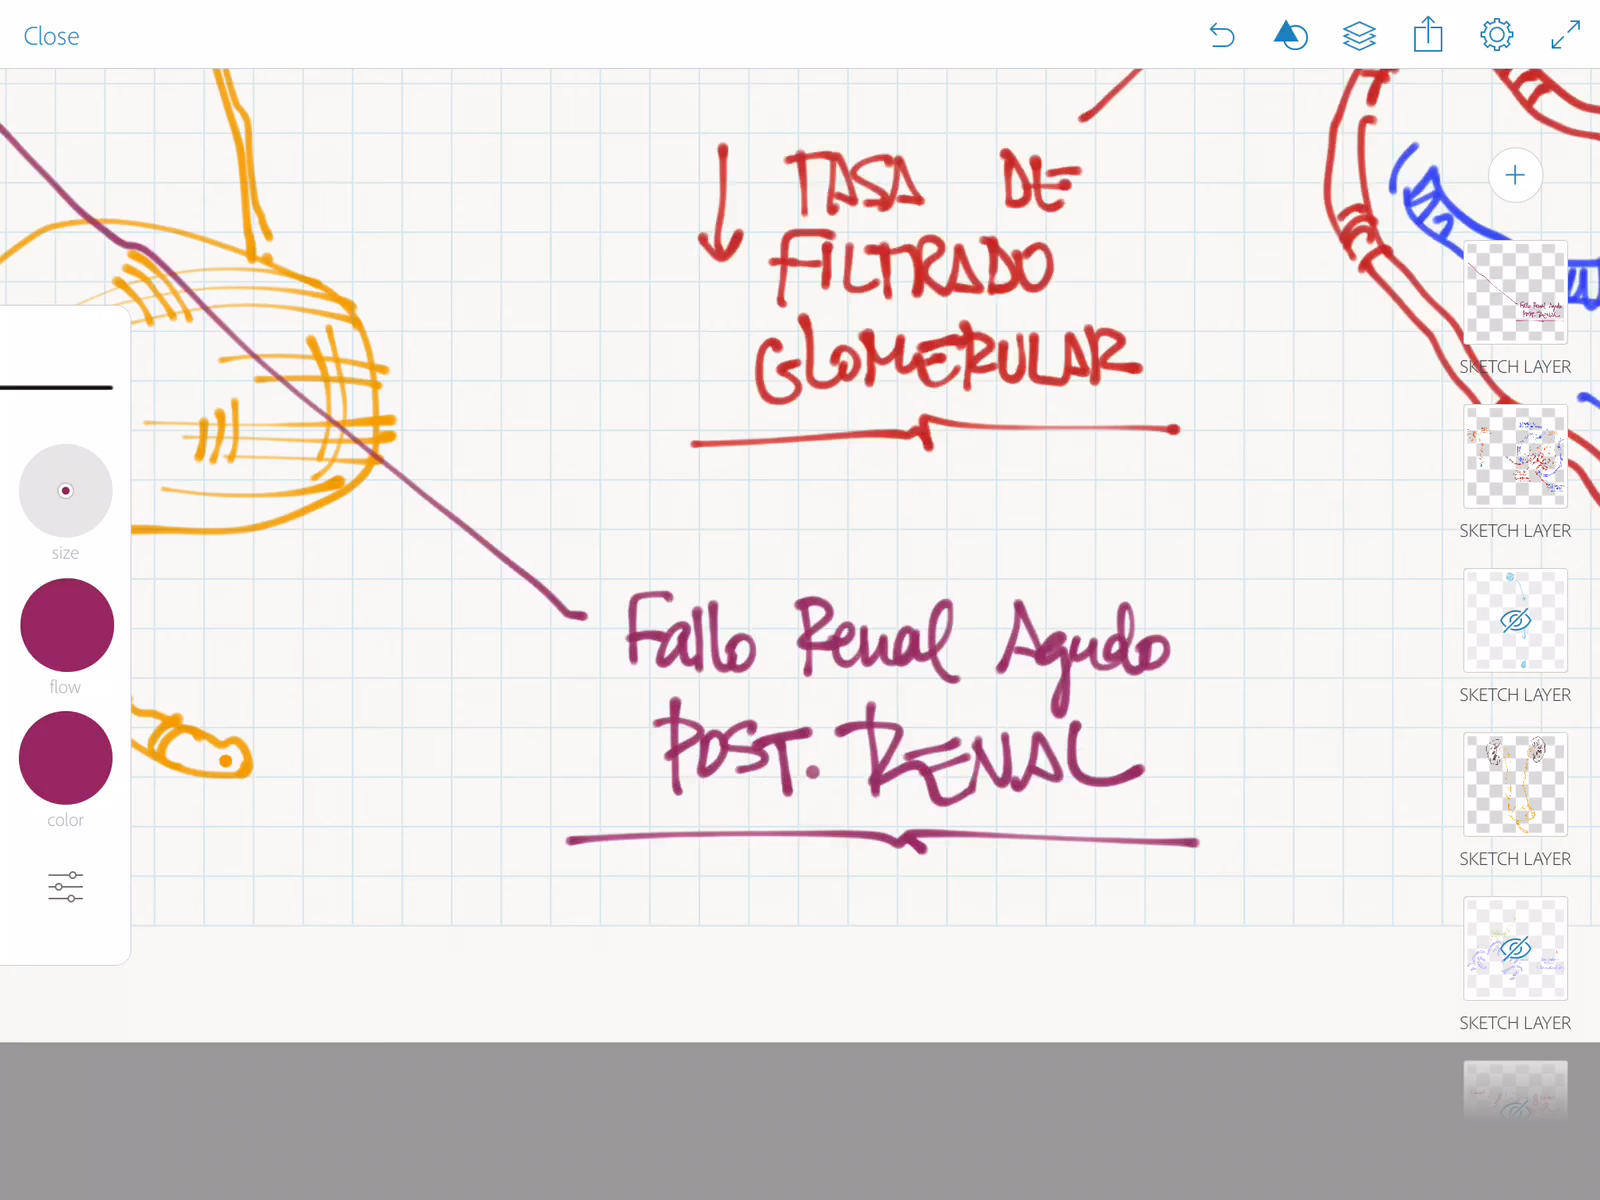 Close
TASA DE
FILTRADO
GLOMERULAR
Fallo Renal Agudo
POST. RENAL
size
flow
color
SKETCH LAYER
SKETCH LAYER
SKETCH LAYER
SKETCH LAYER
SKETCH LAYER